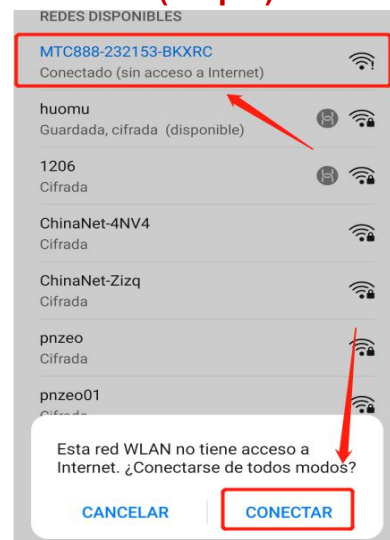 REDES DISPONIBLES
MTC888-232153-BKXRC
Conectado (sin acceso a Internet)
huomu
Guardada, cifrada (disponible)
1206
Cifrada
ChinaNet-4NV4
Cifrada
ChinaNet-Zizq
Cifrada
pnzeo
Cifrada
pnzeo01
Esta red WLAN no tiene acceso a
Internet. ¿Conectarse de todos modos?
CANCELAR
CONECTAR